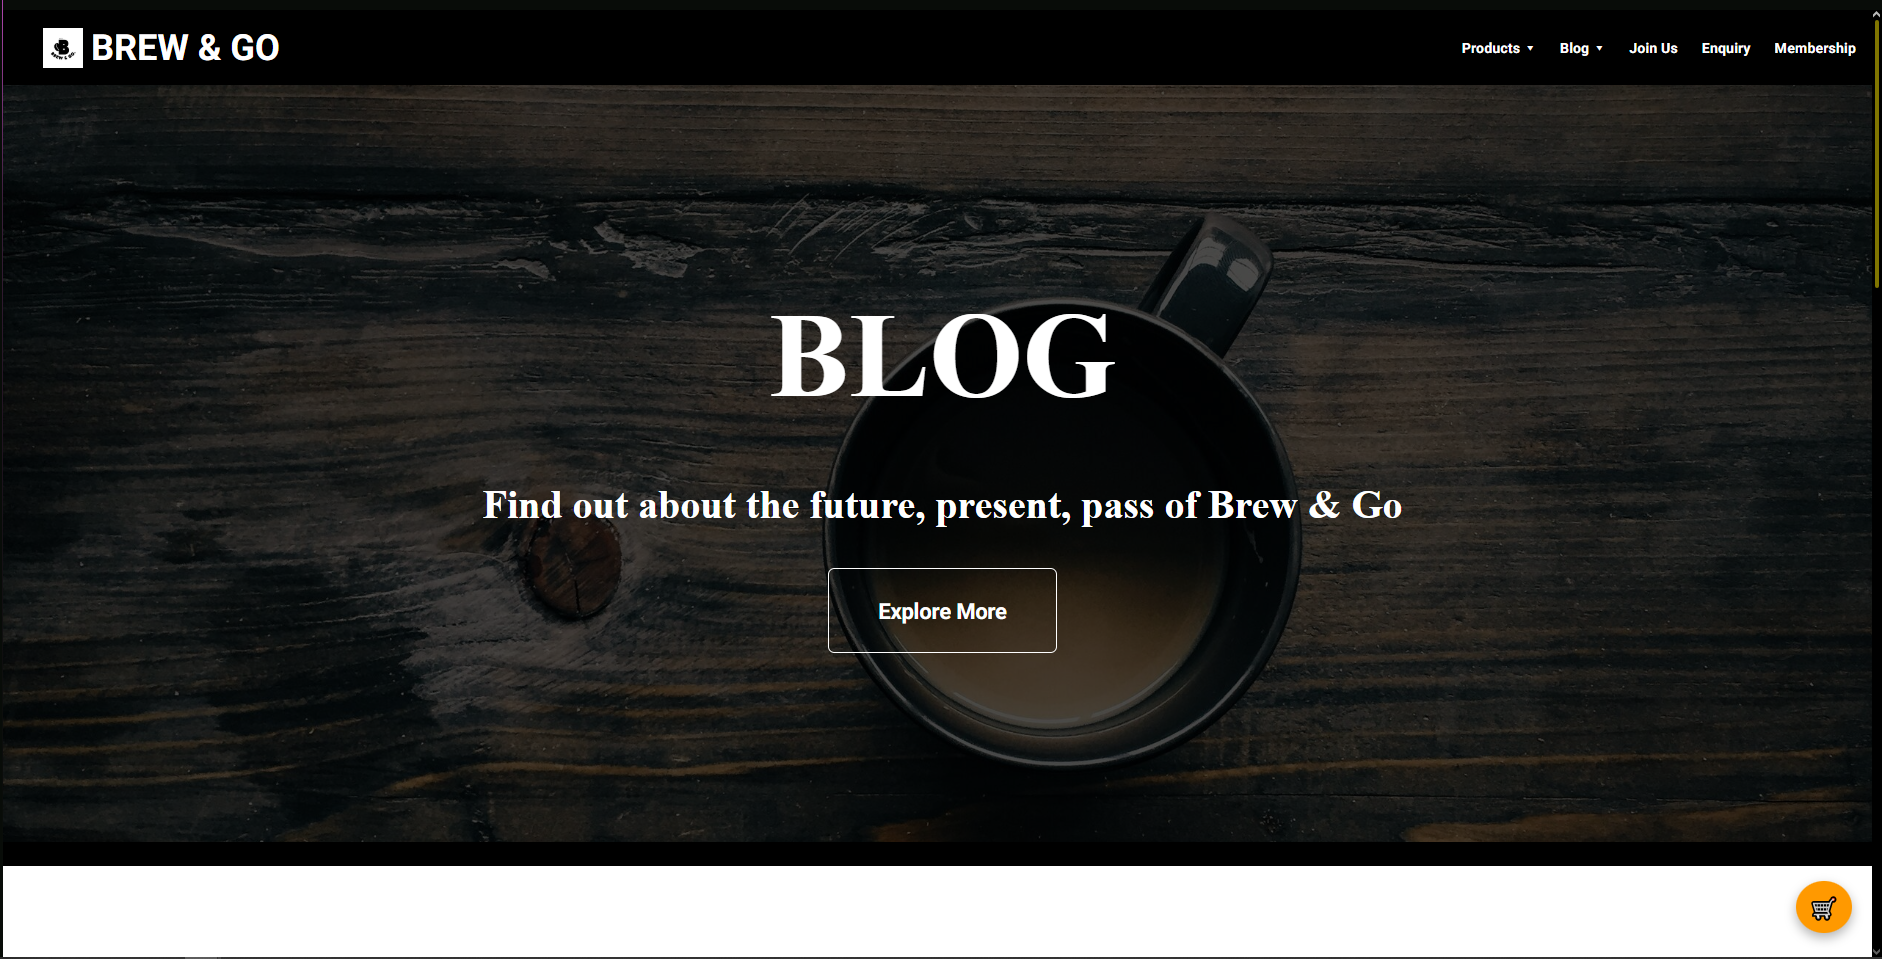 BREW & GO
Products
Blog
Join Us
Enquiry
Membership
BLOG
Find out about the future, present, pass of Brew & Go
Explore More